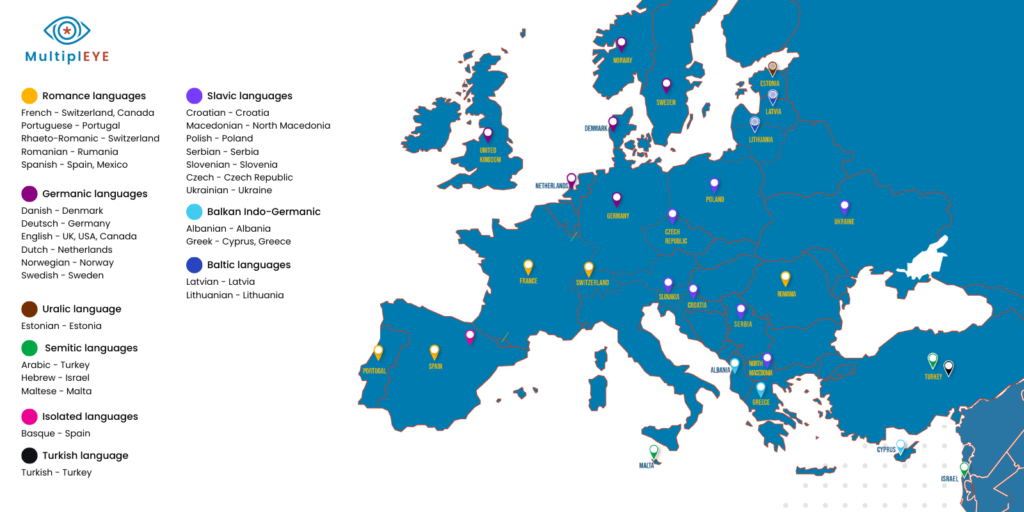 MultiplEYE
Romance languages
French - Switzerland, Canada
Portuguese - Portugal
Rhaeto-Romanic - Switzerland
Romanian - Rumania
Spanish - Spain, Mexico
Germanic languages
Danish - Denmark
Deutsch - Germany
English - UK, USA, Canada
Dutch - Netherlands
Norwegian - Norway
Swedish - Sweden
Uralic languages
Estonian - Estonia
Semitic languages
Arabic - Turkey
Hebrew - Israel
Maltese - Malta
Isolated languages
Basque - Spain
Turkish language
Turkish - Turkey
Slavic languages
Croatian - Croatia
Macedonian - North Macedonia
Polish - Poland
Serbian - Serbia
Slovenian - Slovenia
Czech - Czech Republic
Ukrainian - Ukraine
Balkan Indo-Germanic
Albanian - Albania
Greek - Cyprus, Greece
Baltic languages
Latvian - Latvia
Lithuanian - Lithuania
NORWAY
SWEDEN
ESTONIA
LATVIA
LITHUANIA
DENMARK
UNITED
KINGDOM
NETHERLANDS
GERMANY
POLAND
UKRAINE
CZECH
REPUBLIC
FRANCE
SWITZERLAND
SLOVENIA
CROATIA
ROMANIA
SERBIA
PORTUGAL
SPAIN
ALBANIA
NORTH
MACEDONIA
GREECE
TURKEY
MALTA
CYPRUS
ISRAEL